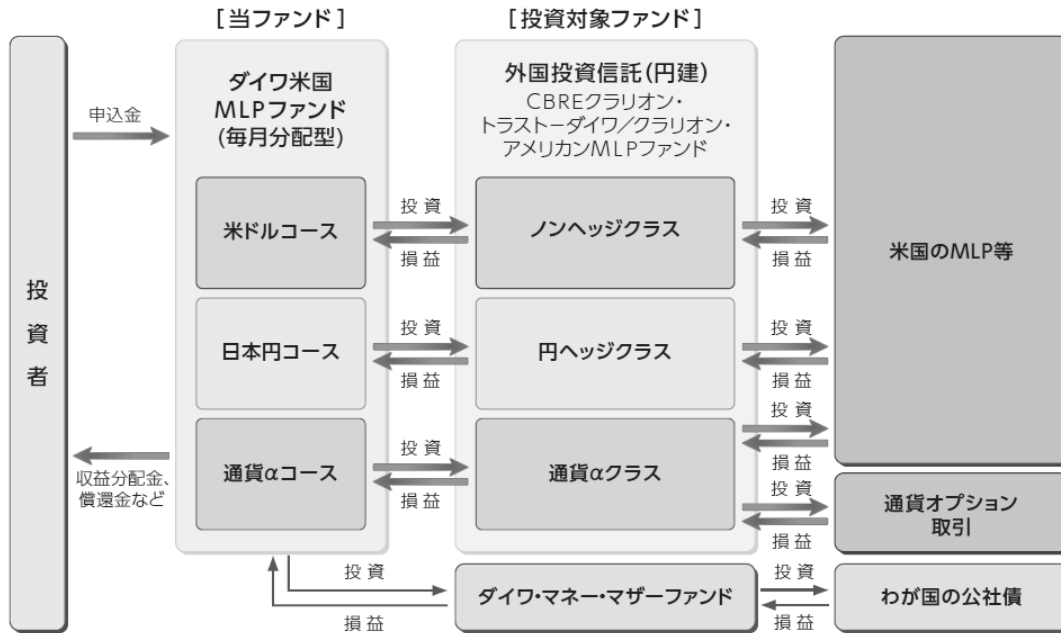 [当ファンド]
[投資対象ファンド]
投資者
申込金
収益分配金、
償還金など
ダイワ米国
MLPファンド
(毎月分配型)
米ドルコース
日本円コース
通貨αコース
投資
損益
投資
損益
投資
損益
外国投資信託(円建)
CBREクラリオン・
トラスト－ダイワ／クラリオン・
アメリカンMLPファンド
ノンヘッジクラス
円ヘッジクラス
通貨αクラス
投資
損益
投資
損益
投資
損益
投資
損益
米国のMLP等
通貨オプション
取引
投資
損益
ダイワ・マネー・マザーファンド
投資
損益
わが国の公社債